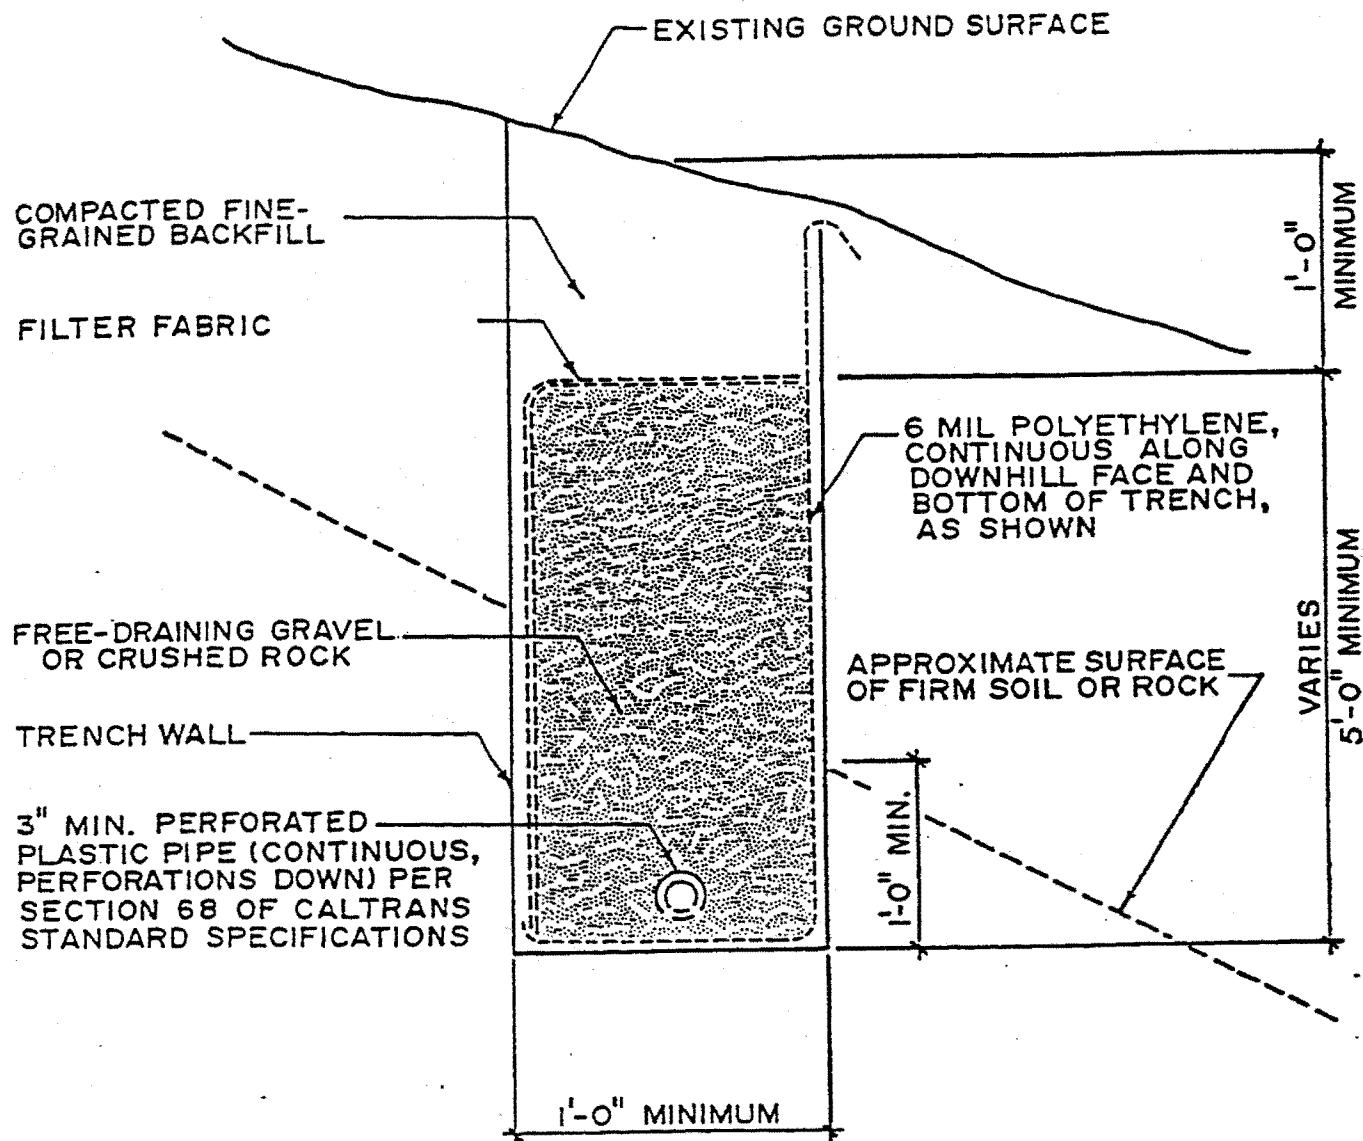 EXISTING GROUND SURFACE
COMPACTED FINE-
GRAINED BACKFILL
1'-0"
MINIMUM
FILTER FABRIC
6 MIL POLYETHYLENE,
CONTINUOUS ALONG
DOWNHILL FACE AND
BOTTOM OF TRENCH,
AS SHOWN
FREE-DRAINING GRAVEL
OR CRUSHED ROCK
APPROXIMATE SURFACE
OF FIRM SOIL OR ROCK
VARIES
5'-0" MINIMUM
TRENCH WALL
3" MIN. PERFORATED
PLASTIC PIPE (CONTINUOUS,
PERFORATIONS DOWN) PER
SECTION 68 OF CALTRANS
STANDARD SPECIFICATIONS
1'-0" MIN.
1'-0" MINIMUM